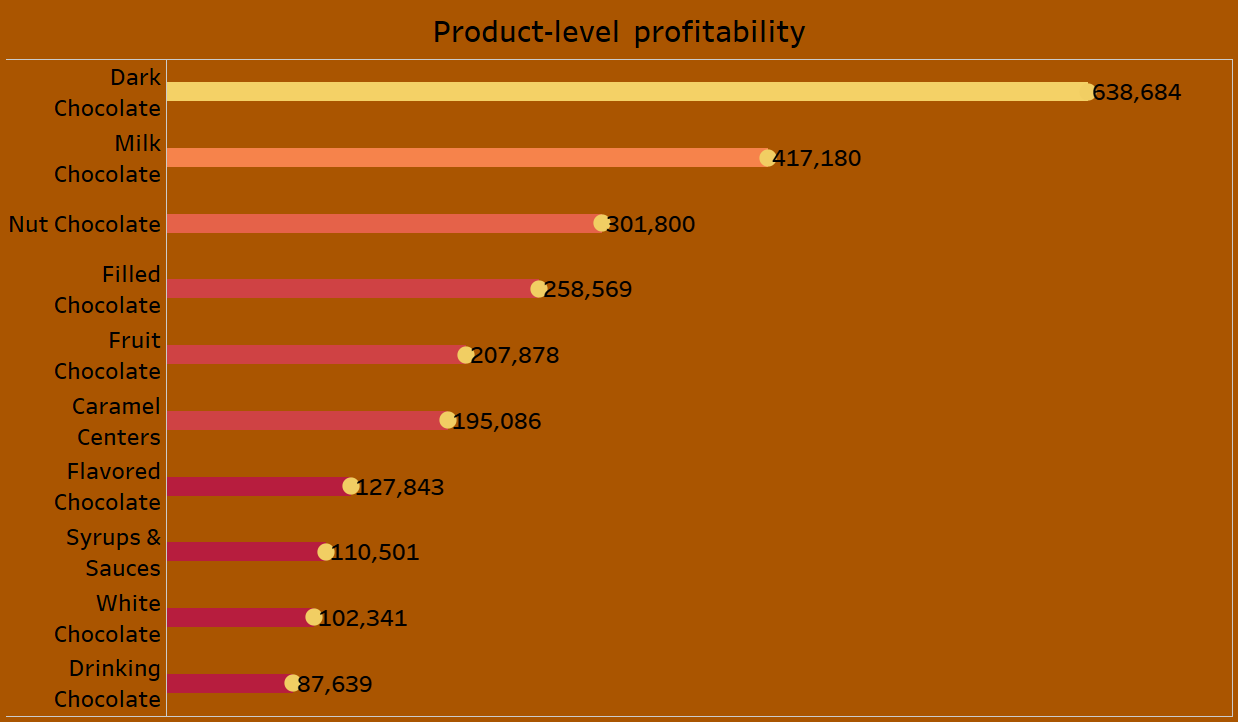 Product-level profitability
Dark
Chocolate
638,684
Milk
Chocolate
417,180
Nut Chocolate
301,800
Filled
Chocolate
258,569
Fruit
Chocolate
207,878
Caramel
Centers
195,086
Flavored
Chocolate
127,843
Syrups &
Sauces
110,501
White
Chocolate
102,341
Drinking
Chocolate
87,639